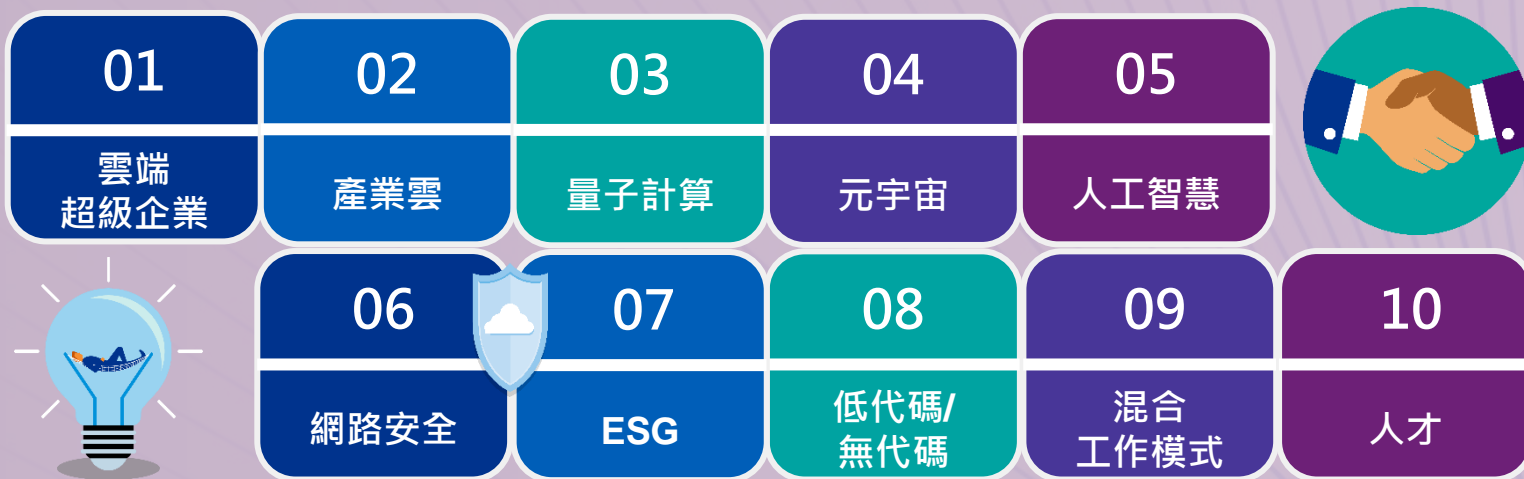 01
雲端
超級企業
02
產業雲
03
量子計算
04
元宇宙
05
人工智慧
06
網路安全
07
ESG
08
低代碼/
無代碼
09
混合
工作模式
10
人才